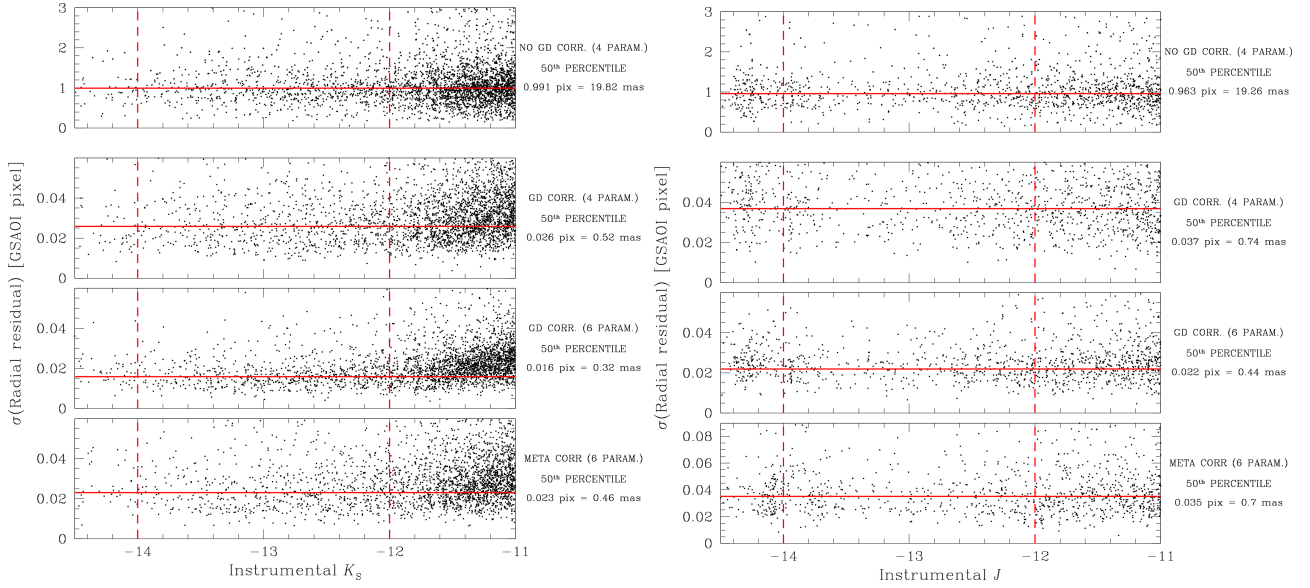 σ(Radial residual) [GSAOI pixel]
3
2
1
0
NO GD CORR. (4 PARAM.)
50th PERCENTILE
0.991 pix = 19.82 mas
0.04
0.02
0
GD CORR. (4 PARAM.)
50th PERCENTILE
0.026 pix = 0.52 mas
0.04
0.02
0
GD CORR. (6 PARAM.)
50th PERCENTILE
0.016 pix = 0.32 mas
0.04
0.02
0
META CORR (6 PARAM.)
50th PERCENTILE
0.023 pix = 0.46 mas
−14
−13
−12
−11
Instrumental KS
σ(Radial residual) [GSAOI pixel]
3
2
1
0
NO GD CORR. (4 PARAM.)
50th PERCENTILE
0.963 pix = 19.26 mas
0.04
0.02
0
GD CORR. (4 PARAM.)
50th PERCENTILE
0.037 pix = 0.74 mas
0.04
0.02
0
GD CORR. (6 PARAM.)
50th PERCENTILE
0.022 pix = 0.44 mas
0.08
0.06
0.04
0.02
0
META CORR (6 PARAM.)
50th PERCENTILE
0.035 pix = 0.7 mas
−14
−13
−12
−11
Instrumental J